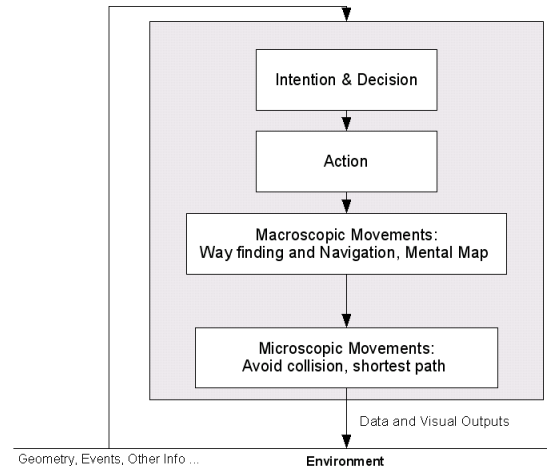 Intention & Decision
Action
Macroscopic Movements:
Way finding and Navigation, Mental Map
Microscopic Movements:
Avoid collision, shortest path
Data and Visual Outputs
Geometry, Events, Other Info ...
Environment